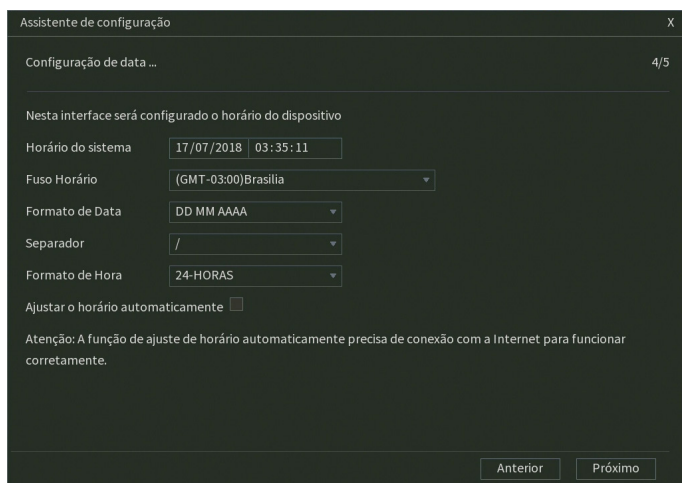 Assistente de configuração X
Configuração de data ... 4/5
Nesta interface será configurado o horário do dispositivo
Horário do sistema 17/07/2018 03:35:11
Fuso Horário (GMT-03:00)Brasilia
Formato de Data DD MM AAAA
Separador /
Formato de Hora 24-HORAS
Ajustar o horário automaticamente
Atenção: A função de ajuste de horário automaticamente precisa de conexão com a Internet para funcionar
corretamente.
Anterior Próximo